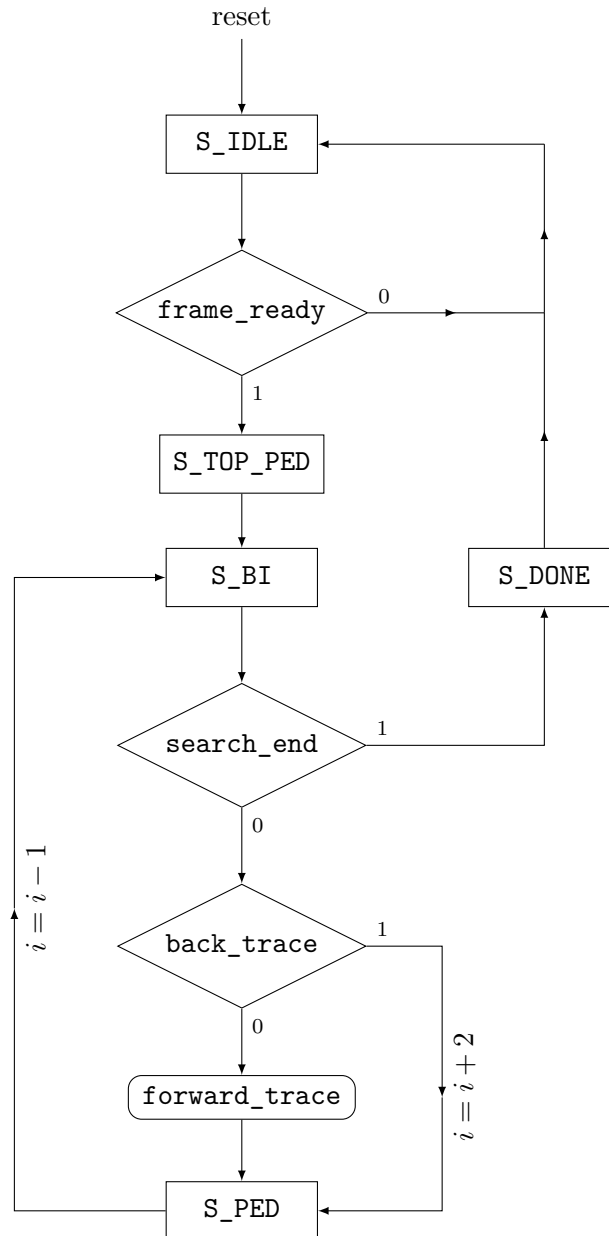 reset
S_IDLE
frame_ready
0
1
S_TOP_PED
S_BI
S_DONE
search_end
1
0
i = i − 1
back_trace
1
0
i = i + 2
forward_trace
S_PED